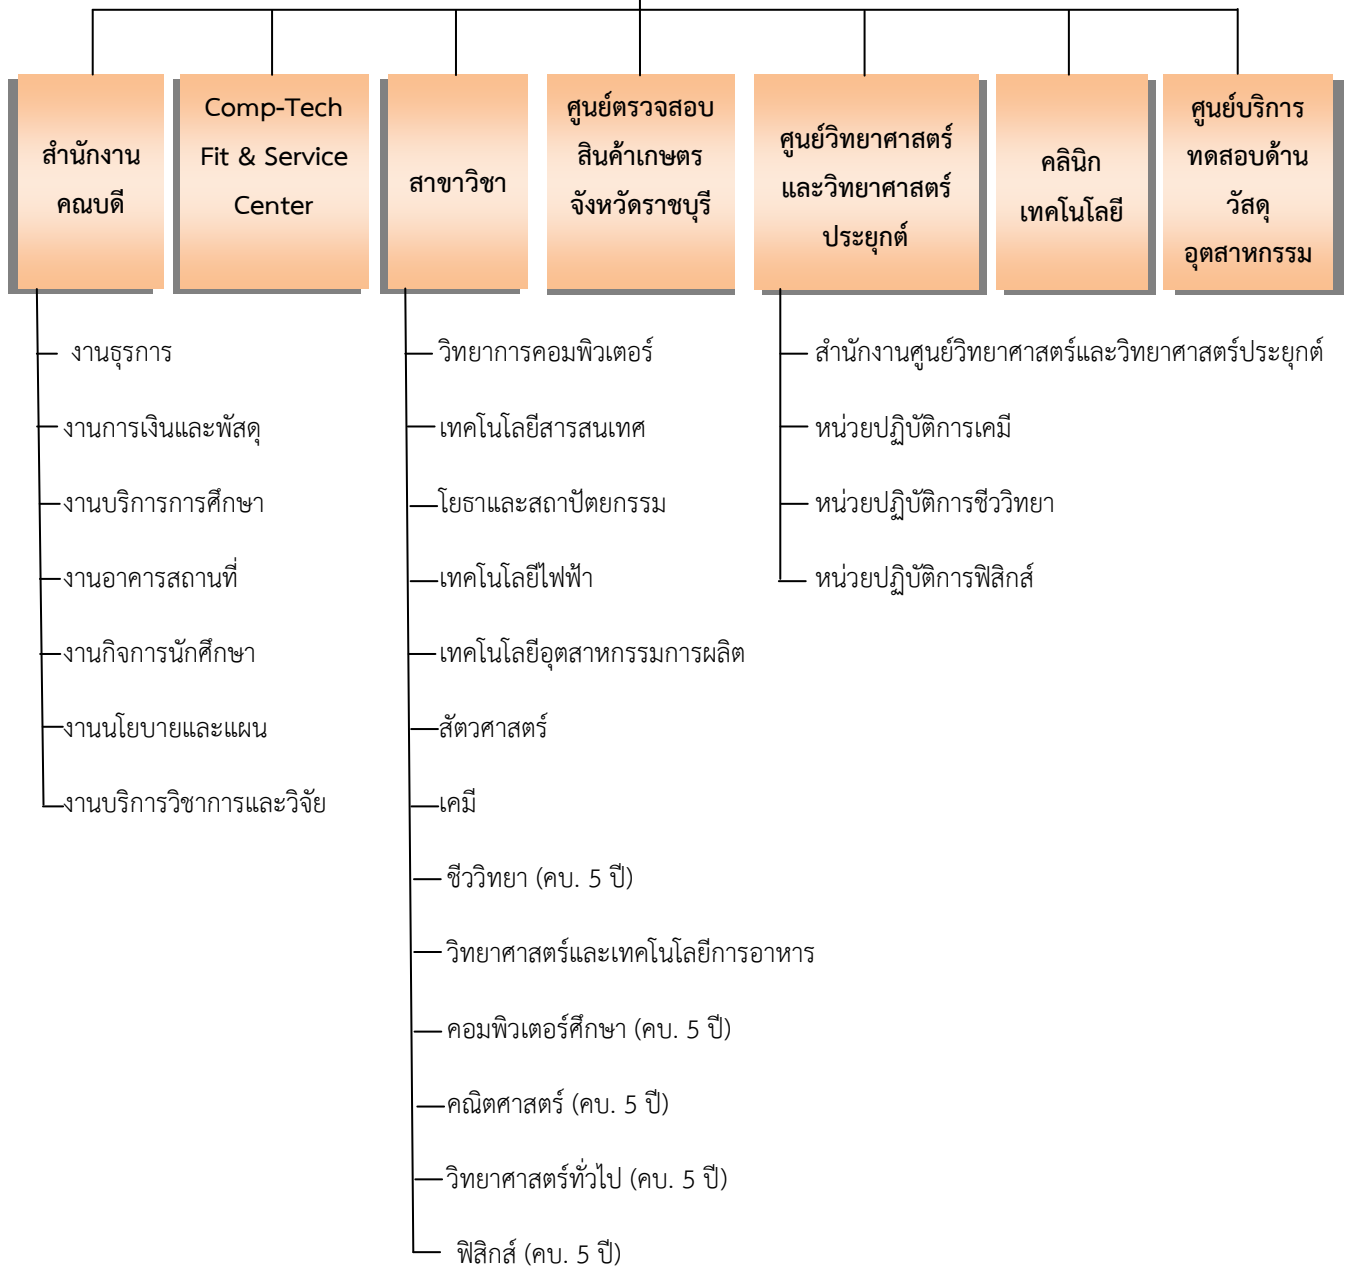 สำนักงาน
คณบดี
Comp-Tech
Fit & Service
Center
สาขาวิชา
ศูนย์ตรวจสอบ
สินค้าเกษตร
จังหวัดราชบุรี
ศูนย์วิทยาศาสตร์
และวิทยาศาสตร์
ประยุกต์
คลินิก
เทคโนโลยี
ศูนย์บริการ
ทดสอบด้าน
วัสดุ
อุตสาหกรรม
งานธุรการ
งานการเงินและพัสดุ
งานบริการการศึกษา
งานอาคารสถานที่
งานกิจการนักศึกษา
งานนโยบายและแผน
งานบริการวิชาการและวิจัย
วิทยาการคอมพิวเตอร์
เทคโนโลยีสารสนเทศ
โยธาและสถาปัตยกรรม
เทคโนโลยีไฟฟ้า
เทคโนโลยีอุตสาหกรรมการผลิต
สัตวศาสตร์
เคมี
ชีววิทยา (คบ. 5 ปี)
วิทยาศาสตร์และเทคโนโลยีการอาหาร
คอมพิวเตอร์ศึกษา (คบ. 5 ปี)
คณิตศาสตร์ (คบ. 5 ปี)
วิทยาศาสตร์ทั่วไป (คบ. 5 ปี)
ฟิสิกส์ (คบ. 5 ปี)
สำนักงานศูนย์วิทยาศาสตร์และวิทยาศาสตร์ประยุกต์
หน่วยปฏิบัติการเคมี
หน่วยปฏิบัติการชีววิทยา
หน่วยปฏิบัติการฟิสิกส์